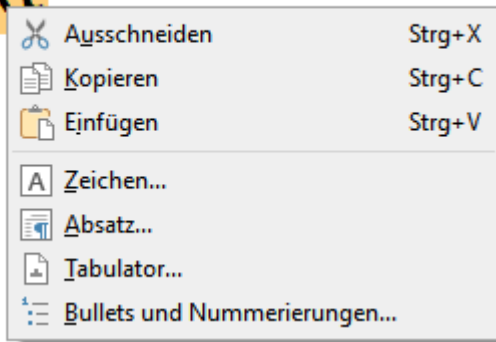 Ausschneiden Strg+X
Kopieren Strg+C
Einfügen Strg+V
Zeichen...
Absatz...
Tabulator...
Bullets und Nummerierungen...